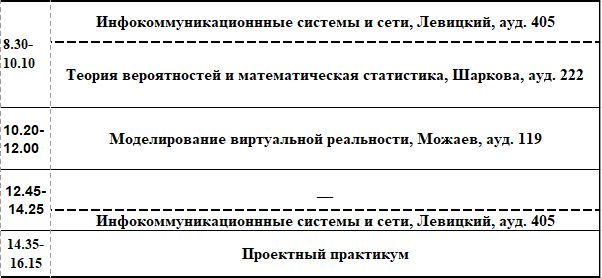 8.30-
10.10
Инфокоммуникационнные системы и сети, Левицкий, ауд. 405
Теория вероятностей и математическая статистика, Шаркова, ауд. 222
10.20-
12.00
Моделирование виртуальной реальности, Можаев, ауд. 119
12.45-
14.25
—
Инфокоммуникационнные системы и сети, Левицкий, ауд. 405
14.35-
16.15
Проектный практикум